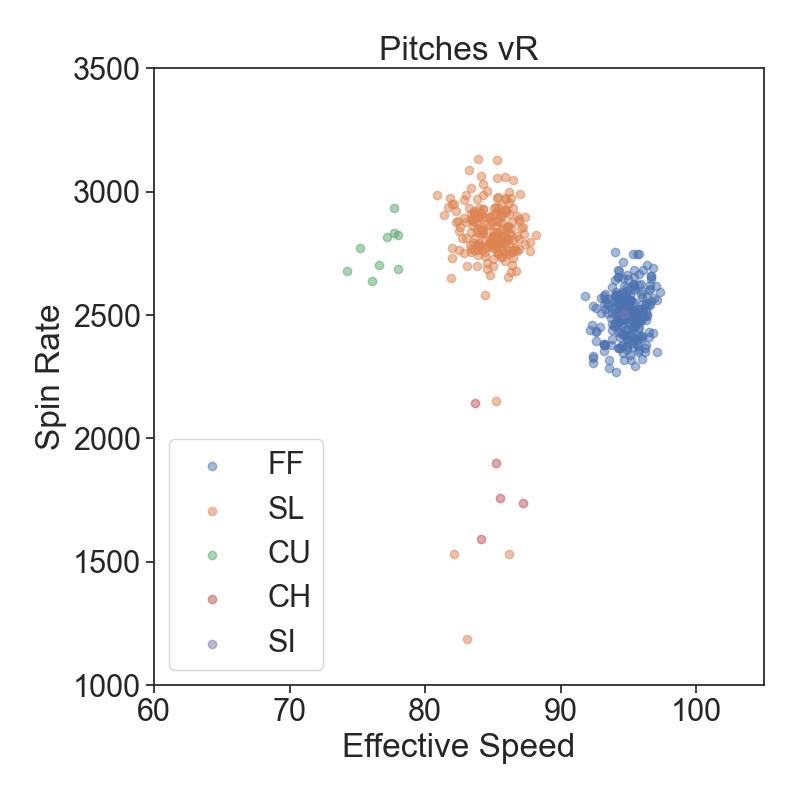 Pitches vR
3500
3000
2500
2000
1500
1000
Spin Rate
FF
SL
CU
CH
SI
60 70 80 90 100
Effective Speed